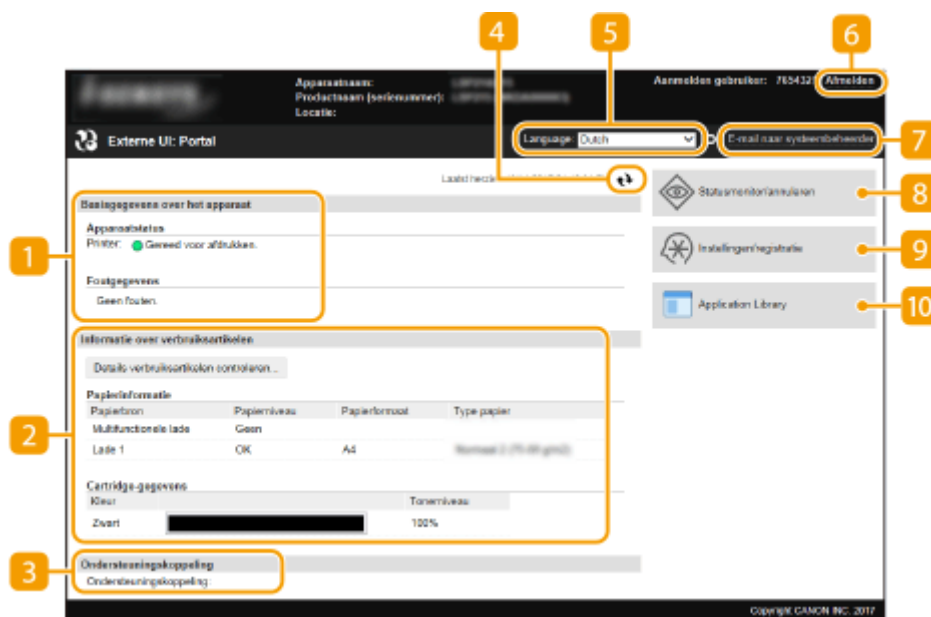 4
5
6
Apparaatnaam:
Productnaam (serienummer):
Locatie:
Aanmelden gebruiker: 7654321 Afmelden
Externe UI: Portal
Language: Dutch
E-mail naar systeembeheerder
7
Laatst
Statusmonitor/annuleren
8
Basisgegevens over het apparaat
Apparaatstatus
Printer: Gereed voor afdrukken.
1
Instellingen/registratie
9
Foutgegevens
Geen fouten.
Application Library
10
Informatie over verbruiksartikelen
Details verbruiksartikelen controleren...
Papierinformatie
Papierbron Papierniveau Papierformaat Type papier
2
Multifunctionele lade Geen
Lade 1 OK A4
Cartridge-gegevens
Kleur Tonerniveau
Zwart 100%
3
Ondersteuningskoppeling
Ondersteuningskoppeling:
Copyright CANON INC. 2017